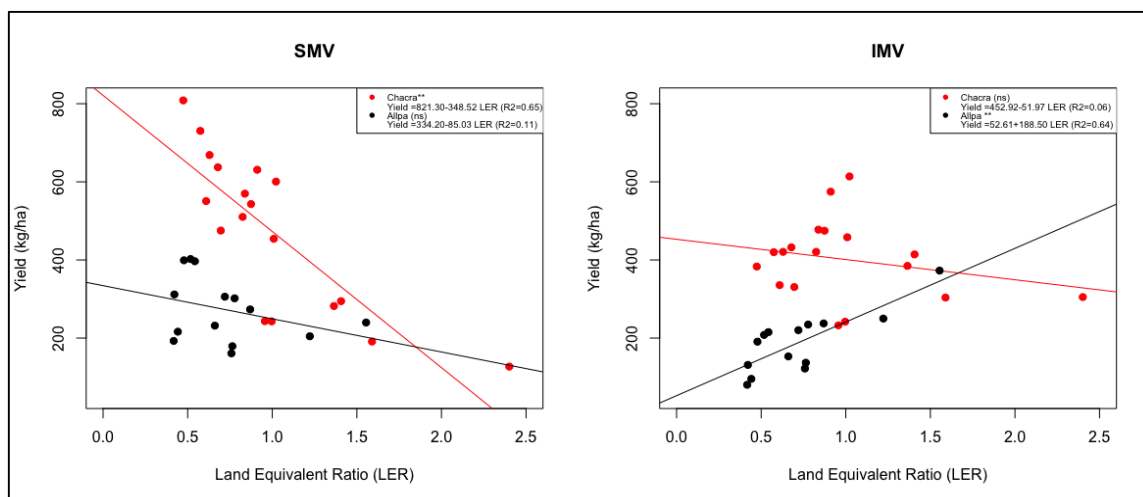 SMV
Chacra**
Yield =821.30-348.52 LER (R2=0.65)
Allpa (ns)
Yield =334.20-85.03 LER (R2=0.11)
800
600
400
200
Yield (kg/ha)
0.0 0.5 1.0 1.5 2.0 2.5
Land Equivalent Ratio (LER)
IMV
Chacra (ns)
Yield =452.92-51.97 LER (R2=0.06)
Allpa **
Yield =52.61+188.50 LER (R2=0.64)
800
600
400
200
Yield (kg/ha)
0.0 0.5 1.0 1.5 2.0 2.5
Land Equivalent Ratio (LER)